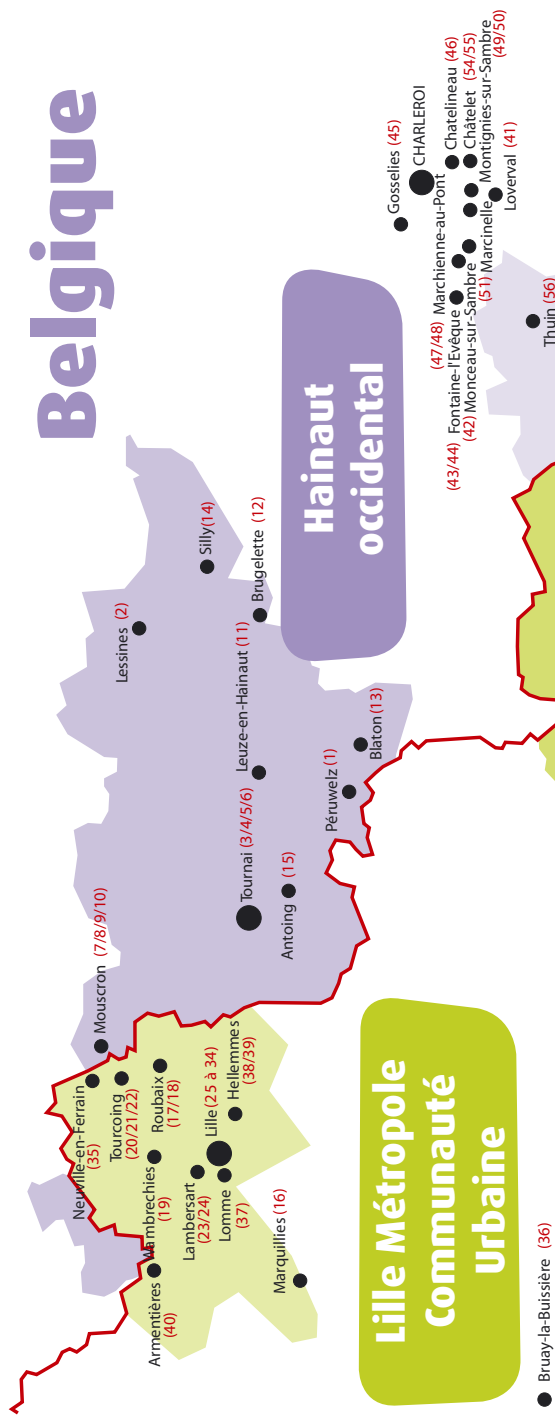 Belgique
Hainaut
occidental
Lille Métropole
Communauté
Urbaine
Mouscron (7/8/9/10)
Neuville-en-Ferrain
(35)
Tourcoing
(20/21/22)
Roubaix
(17/18)
Wambrechies
(19)
Armentières
(40)
Lambersart
(23/24)
Lille (25 à 34)
Lomme
(37)
Hellemmes
(38/39)
Marquillies (16)
Bruay-la-Buissière (36)
Lessines (2)
Silly(14)
Brugelette (12)
Leuze-en-Hainaut (11)
Tournai (3/4/5/6)
Antoing (15)
Péruwelz (1)
Blaton (13)
Gosselies (45)
CHARLEROI
Chatelineau (46)
Châtelet (54/55)
Montignies-sur-Sambre
(49/50)
Loverval (41)
(47/48) Marchienne-au-Pont
(43/44) Fontaine-l'Evêque
(42) Monceau-sur-Sambre
(51) Marcinelle
Thuin (56)